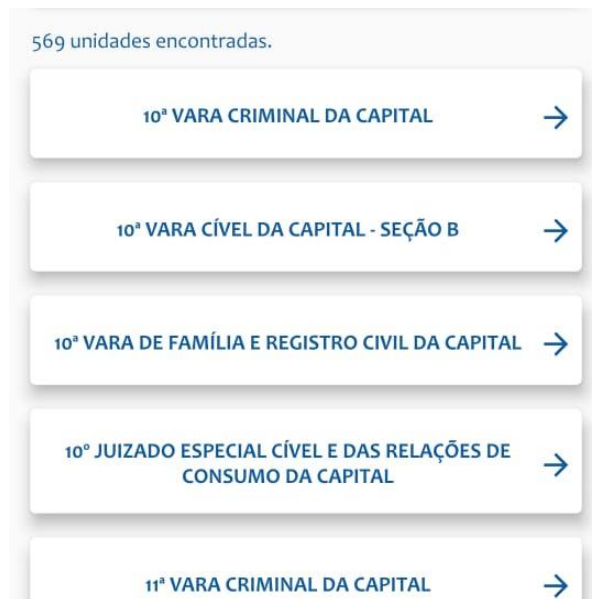 569 unidades encontradas.
10ª VARA CRIMINAL DA CAPITAL
10ª VARA CÍVEL DA CAPITAL - SEÇÃO B
10ª VARA DE FAMÍLIA E REGISTRO CIVIL DA CAPITAL
10º JUIZADO ESPECIAL CÍVEL E DAS RELAÇÕES DE
CONSUMO DA CAPITAL
11ª VARA CRIMINAL DA CAPITAL